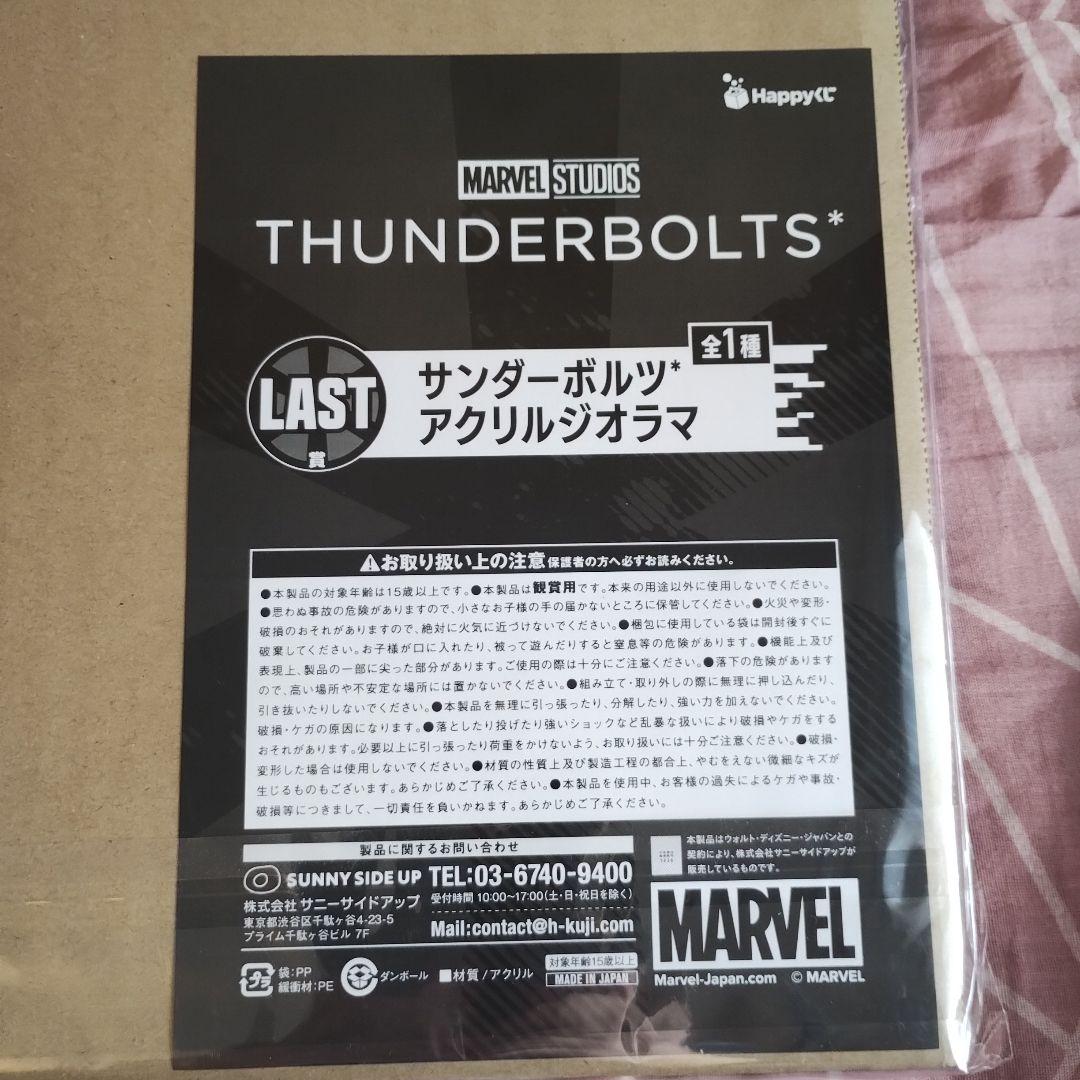 Happyくじ
MARVEL STUDIOS
THUNDERBOLTS*
LAST
賞
全1種
サンダーボルツ*
アクリルジオラマ
お取り扱い上の注意 保護者の方へ必ずお読みください。
●本製品の対象年齢は15歳以上です。●本製品は観賞用です。本来の用途以外に使用しないでください。
●思わぬ事故の危険がありますので、小さなお子様の手の届かないところに保管してください。●火災や変形・
破損のおそれがありますので、絶対に火気に近づけないでください。●梱包に使用している袋は開封後すぐに
破棄してください。お子様が口に入れたり、被って遊んだりすると窒息等の危険があります。●機能上及び
表現上、製品の一部に尖った部分があります。ご使用の際は十分にご注意ください。●落下の危険があります
ので、高い場所や不安定な場所には置かないでください。●組み立て・取り外しの際に無理に押し込んだり、
引き抜いたりしないでください。●本製品を無理に引っ張ったり、分解したり、強い力を加えないでください。
破損・ケガの原因になります。●落としたり投げたり強いショックなど乱暴な扱いにより破損やケガをする
おそれがあります。必要以上に引っ張ったり荷重をかけないよう、お取り扱いには十分ご注意ください。●破損・
変形した場合は使用しないでください。●材質の性質上及び製造工程の都合上、やむをえない微細なキズが
生じるものもございます。あらかじめご了承ください。●本製品を使用中、お客様の過失によるケガや事故・
破損等につきまして、一切責任を負いかねます。あらかじめご了承ください。
製品に関するお問い合わせ
SUNNY SIDE UP
株式会社 サニーサイドアップ
東京都渋谷区千駄ヶ谷4-23-5
プライム千駄ヶ谷ビル 7F
TEL:03-6740-9400
受付時間 10:00~17:00(土・日・祝日を除く)
Mail:contact@h-kuji.com
プラ
袋:PP
緩衝材:PE
ダンボール
■材質/アクリル
対象年齢15歳以上
MADE IN JAPAN
本製品はウォルト・ディズニー・ジャパンとの
契約により、株式会社サニーサイドアップが
販売しているものです。
MARVEL
Marvel-Japan.com © MARVEL